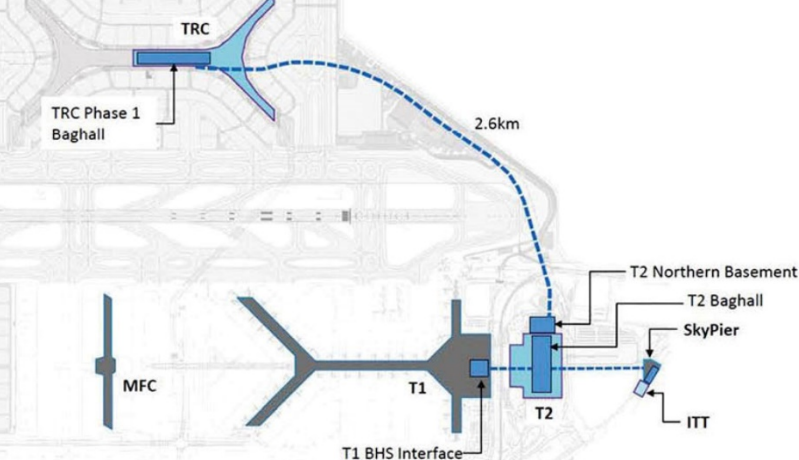 TRC
TRC Phase 1
Baghall
2.6km
T2 Northern Basement
T2 Baghall
SkyPier
MFC
T1
T2
ITT
T1 BHS Interface